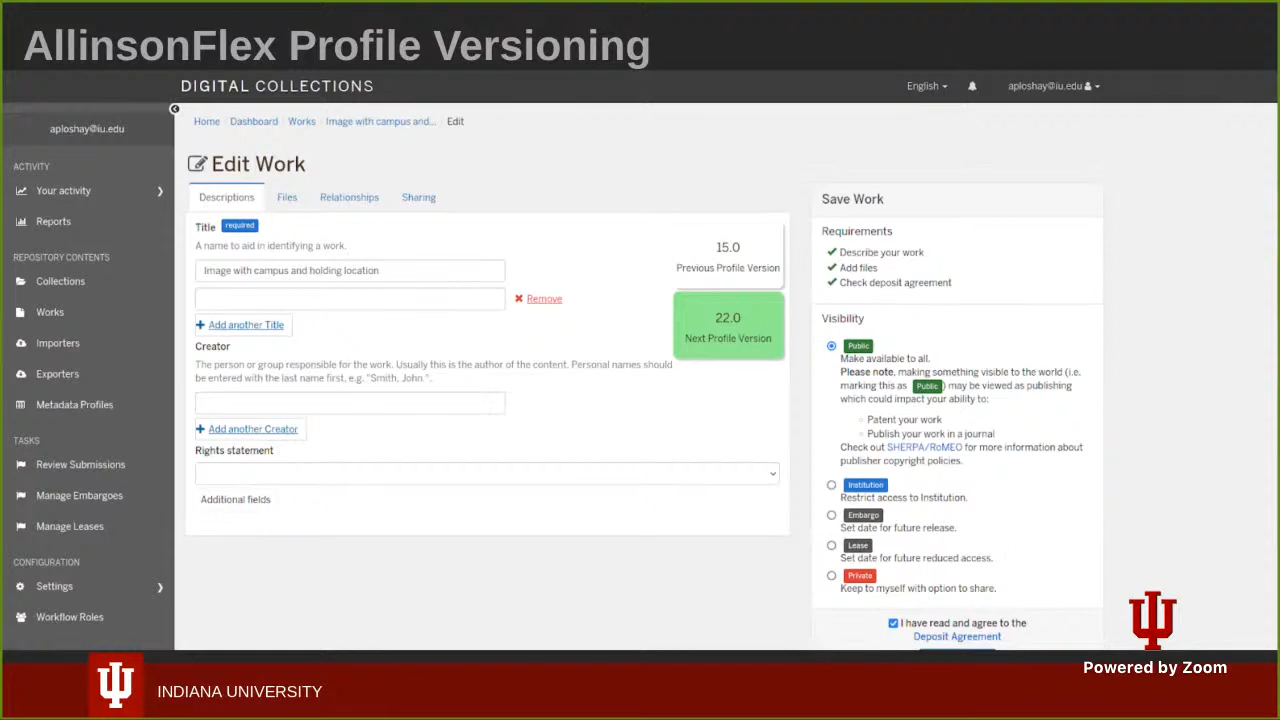 AllinsonFlex Profile Versioning
DIGITAL COLLECTIONS
English
aploshay@iu.edu
aploshay@iu.edu
ACTIVITY
Your activity
Reports
REPOSITORY CONTENTS
Collections
Works
Importers
Exporters
Metadata Profiles
TASKS
Review Submissions
Manage Embargoes
Manage Leases
CONFIGURATION
Settings
Workflow Roles
Home / Dashboard / Works / Image with campus and... / Edit
Edit Work
Descriptions Files Relationships Sharing
Title required
A name to aid in identifying a work.
Image with campus and holding location
Remove
+ Add another Title
Creator
The person or group responsible for the work. Usually this is the author of the content. Personal names should
be entered with the last name first, e.g. "Smith, John.".
+ Add another Creator
Rights statement
Additional fields
15.0
Previous Profile Version
22.0
Next Profile Version
Save Work
Requirements
Describe your work
Add files
Check deposit agreement
Visibility
Public
Make available to all.
Please note, making something visible to the world (i.e.
marking this as Public ) may be viewed as publishing
which could impact your ability to:
Patent your work
Publish your work in a journal
Check out SHERPA/RoMEO for more information about
publisher copyright policies.
Institution
Restrict access to Institution.
Embargo
Set date for future release.
Lease
Set date for future reduced access.
Private
Keep to myself with option to share.
I have read and agree to the
Deposit Agreement
INDIANA UNIVERSITY
Powered by Zoom